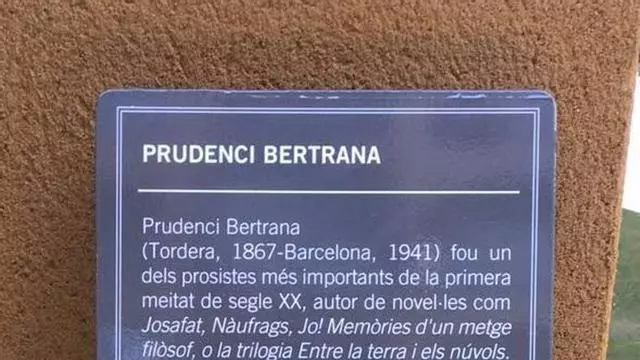 PRUDENCI BERTRANA
Prudenci Bertrana
(Tordera, 1867-Barcelona, 1941) fou un
dels prosistes més importants de la primera
meitat de segle XX, autor de novel·les com
Josafat, Nàufrags, Jo! Memòries d'un metge
filòsof, o la trilogia Entre la terra i els núvols.